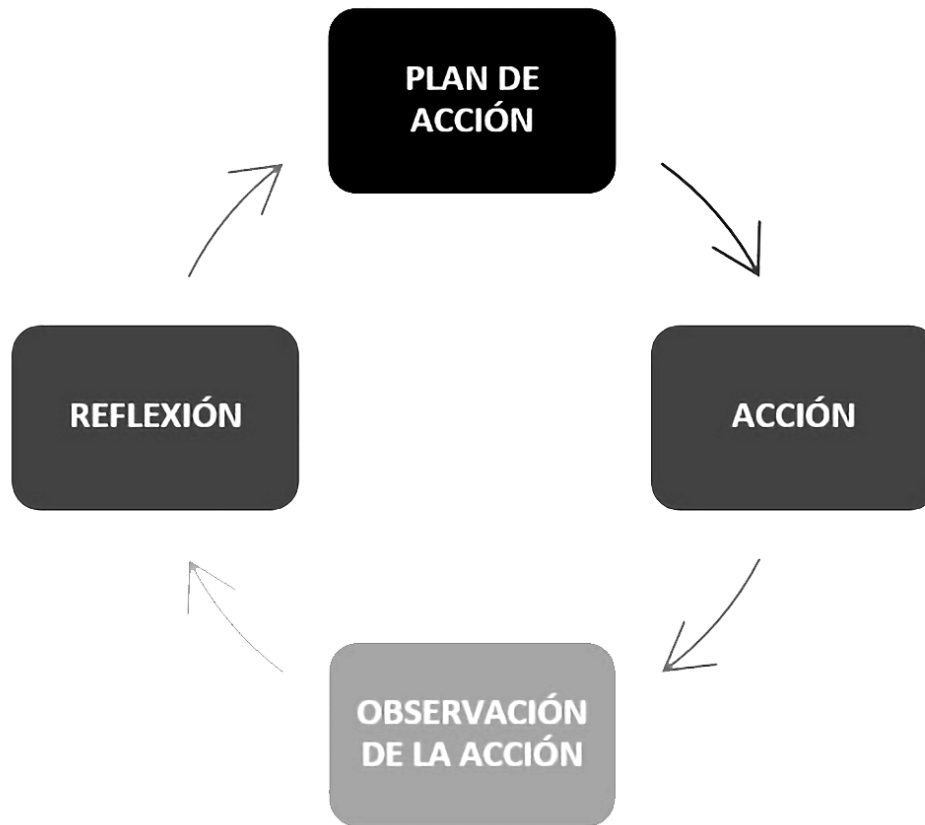 PLAN DE
ACCIÓN
REFLEXIÓN
ACCIÓN
OBSERVACIÓN
DE LA ACCIÓN